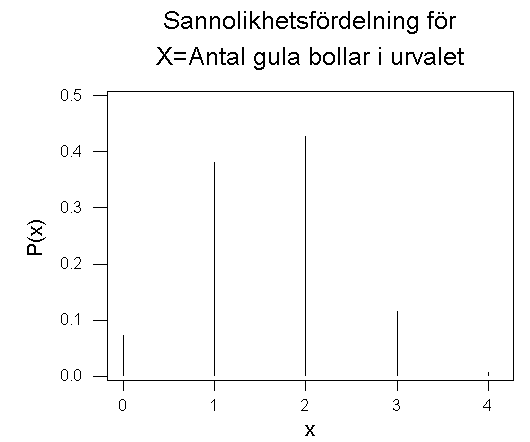 Sannolikhetsfördelning för
X=Antal gula bollar i urvalet
0.5
0.4
0.3
0.2
0.1
0.0
P(x)
0 1 2 3 4
x